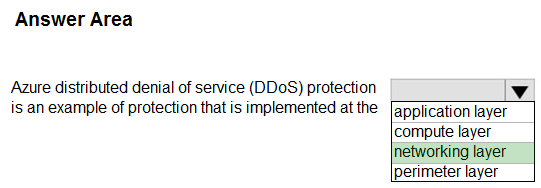 Answer Area
Azure distributed denial of service (DDoS) protection
is an example of protection that is implemented at the
application layer
compute layer
networking layer
perimeter layer